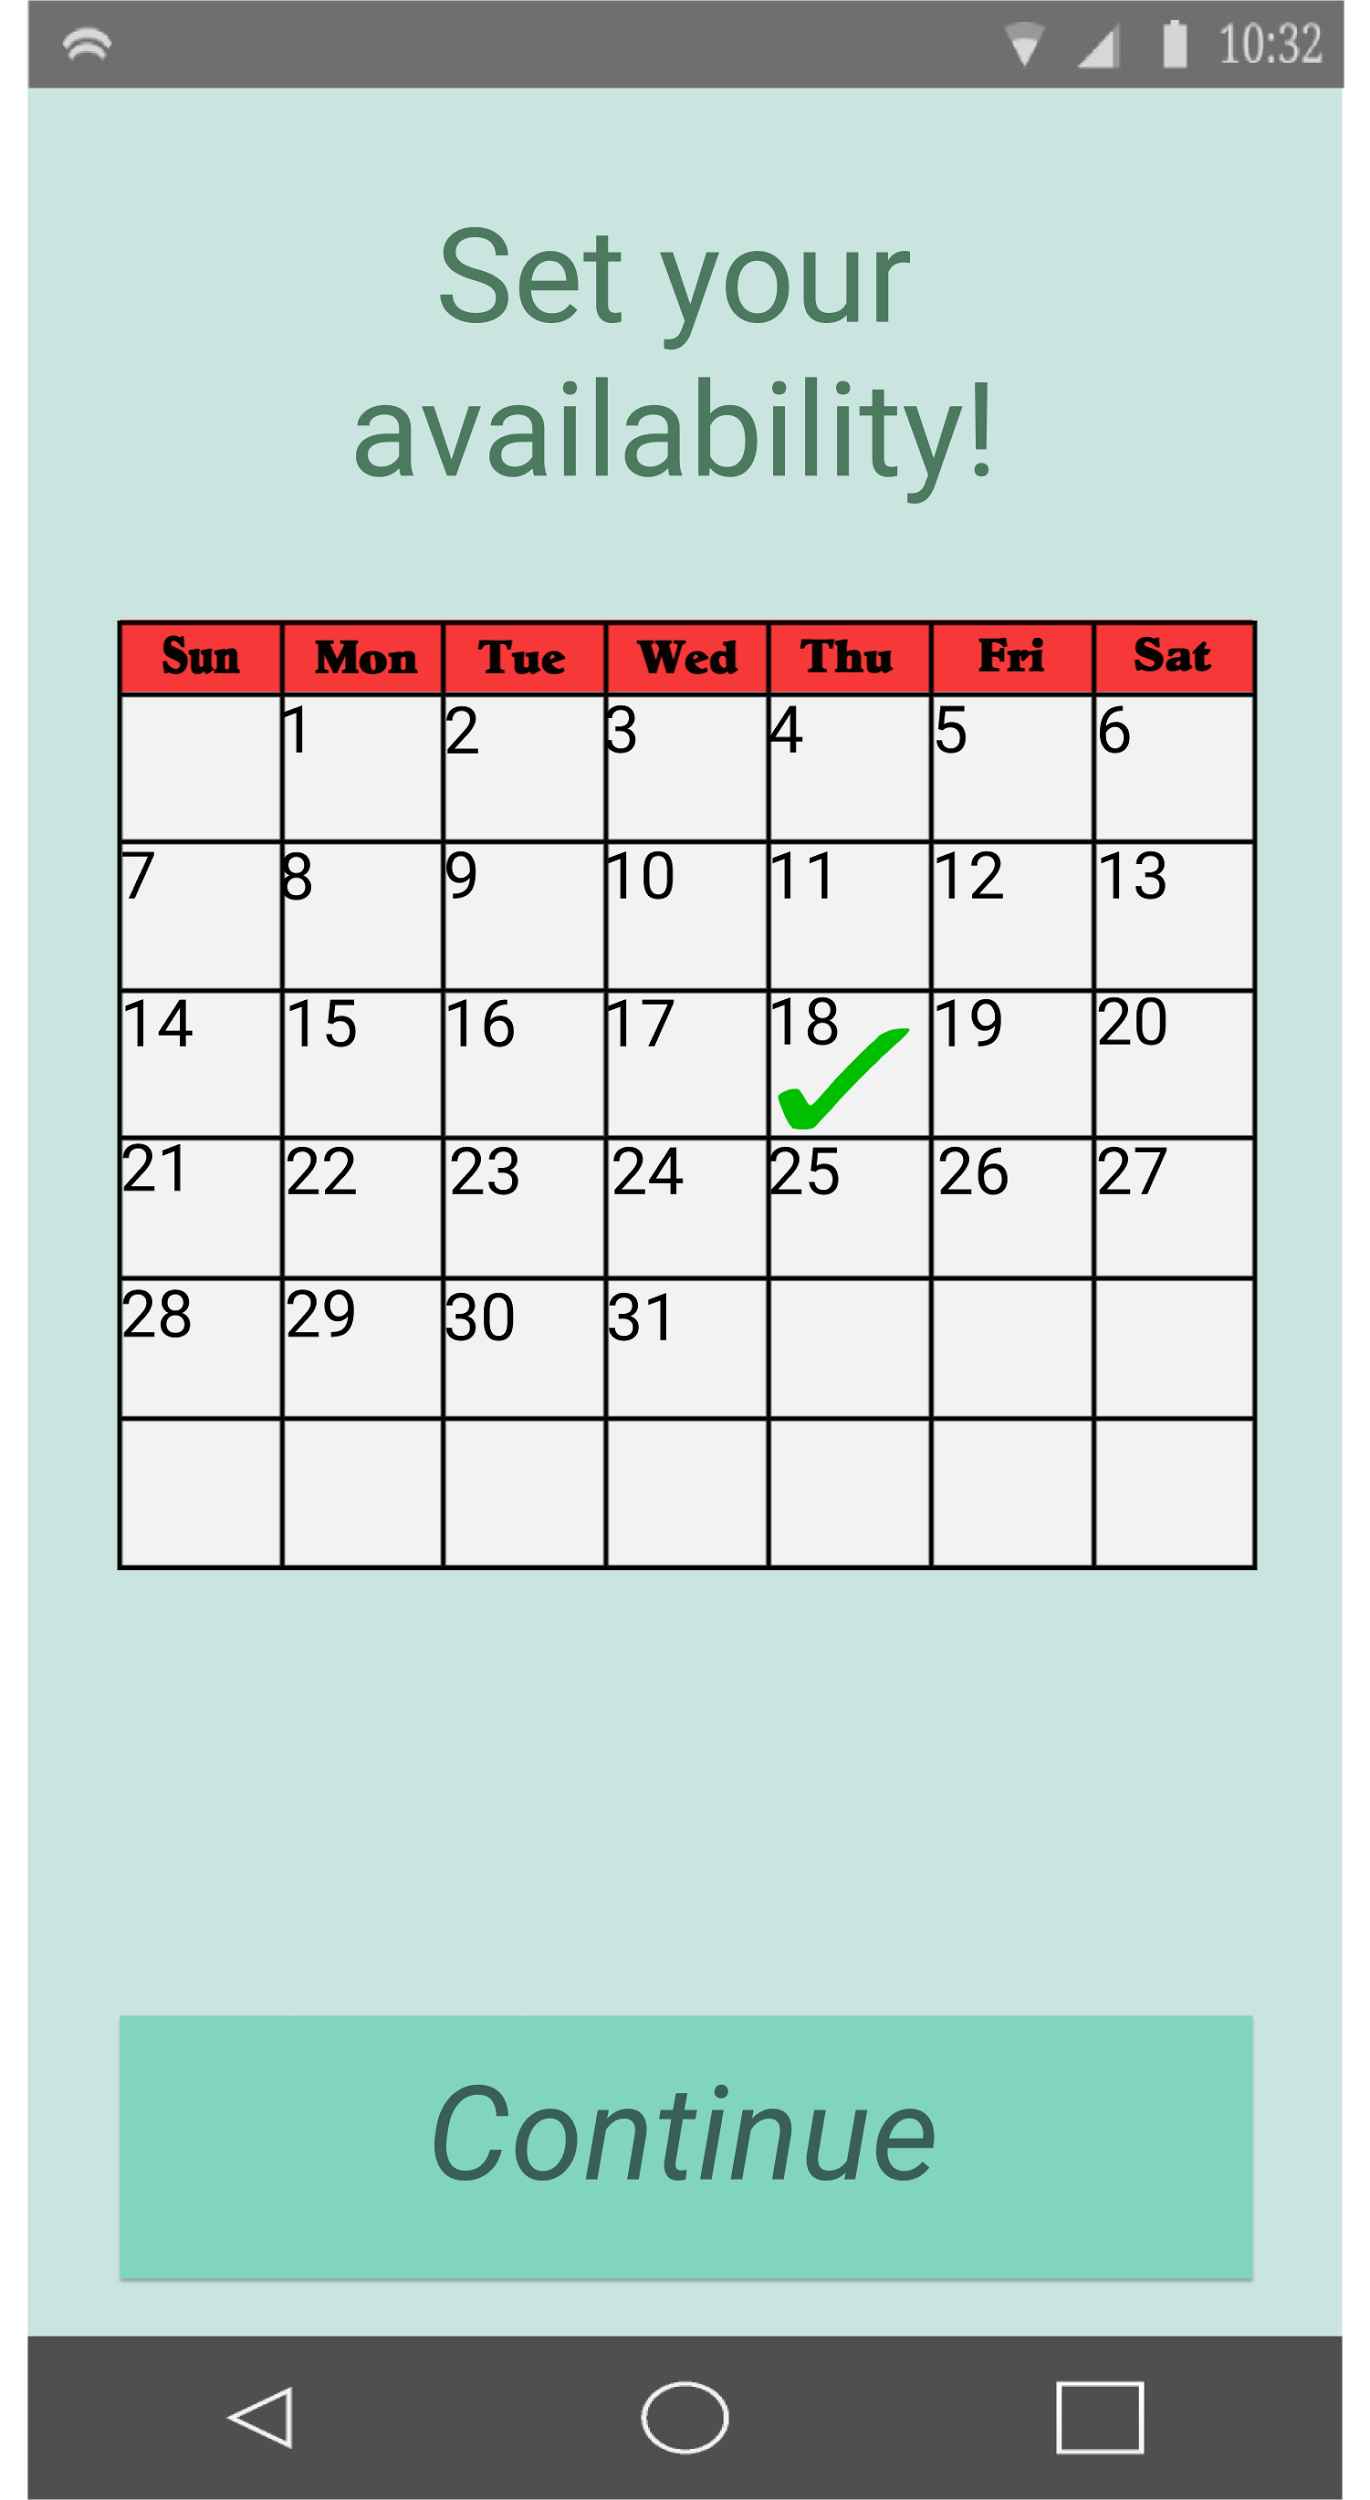 10:32
Set your
availability!
Sun Mon Tue Wed Thu Fri Sat
1 2 3 4 5 6
7 8 9 10 11 12 13
14 15 16 17 18 19 20
21 22 23 24 25 26 27
28 29 30 31
Continue